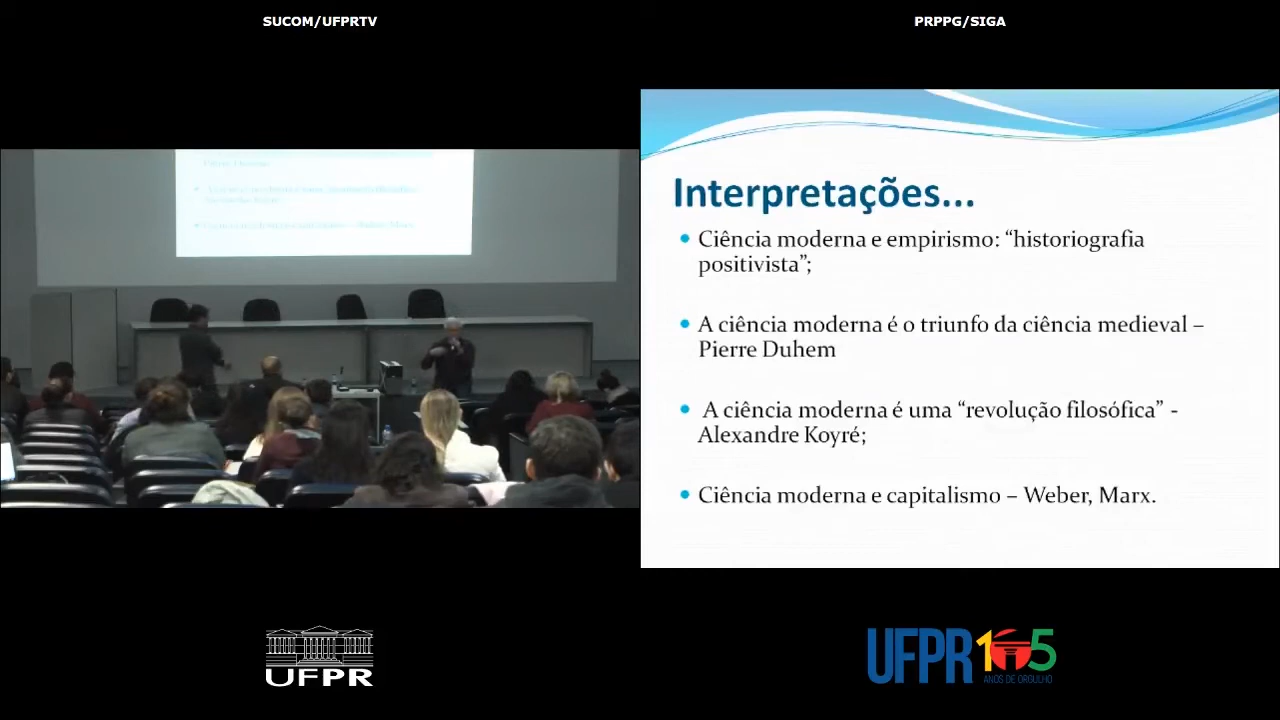 SUCOM/UFPRTV
PRPPG/SIGA
Interpretações...
• Ciência moderna e empirismo: “historiografia
positivista”;
• A ciência moderna é o triunfo da ciência medieval –
Pierre Duhem
• A ciência moderna é uma “revolução filosófica” -
Alexandre Koyré;
• Ciência moderna e capitalismo – Weber, Marx.
UFPR
UFPR 105
ANOS DE ORGULHO